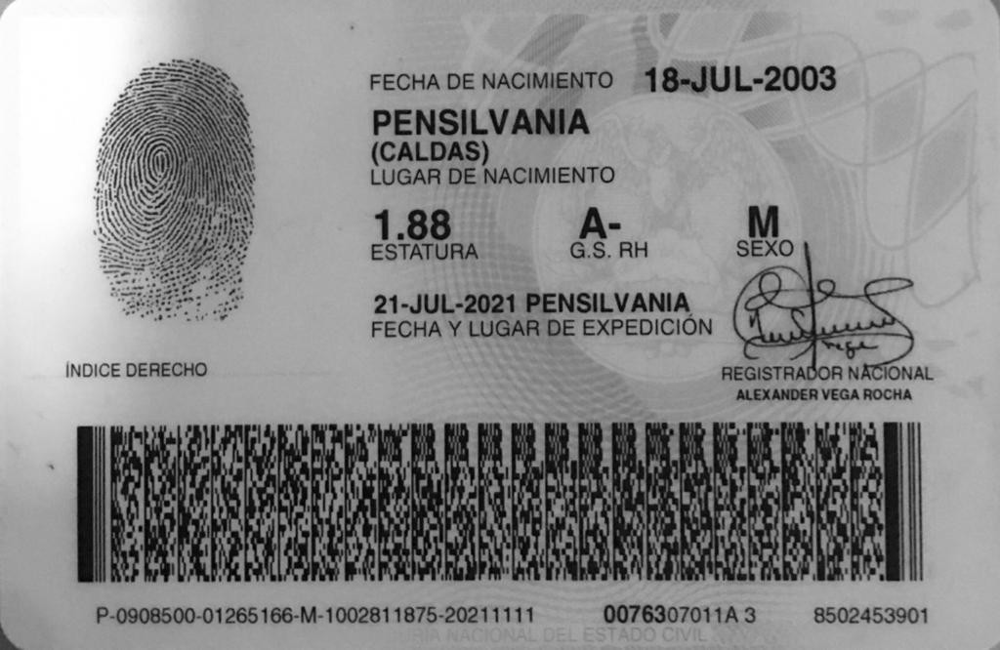 FECHA DE NACIMIENTO 18-JUL-2003
PENSILVANIA
(CALDAS)
LUGAR DE NACIMIENTO
1.88 A- M
ESTATURA G.S. RH SEXO
21-JUL-2021 PENSILVANIA
FECHA Y LUGAR DE EXPEDICIÓN
ÍNDICE DERECHO
REGISTRADOR NACIONAL
ALEXANDER VEGA ROCHA
P-0908500-01265166-M-1002811875-20211111 0076307011A 3 8502453901
NACIONAL DEL ESTADO CIVIL